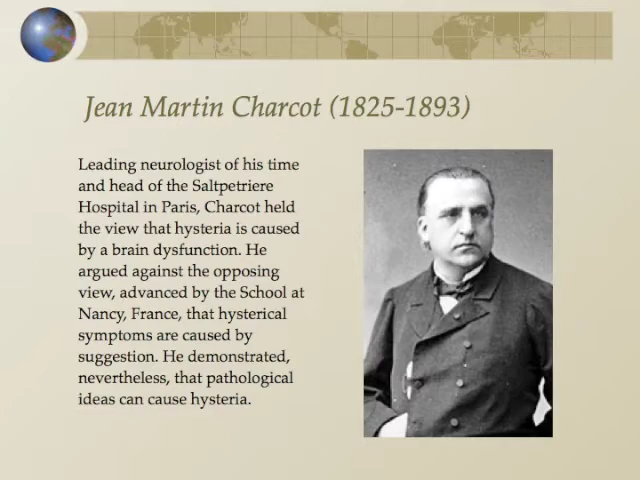 Jean Martin Charcot (1825-1893)
Leading neurologist of his time
and head of the Saltpetriere
Hospital in Paris, Charcot held
the view that hysteria is caused
by a brain dysfunction. He
argued against the opposing
view, advanced by the School at
Nancy, France, that hysterical
symptoms are caused by
suggestion. He demonstrated,
nevertheless, that pathological
ideas can cause hysteria.